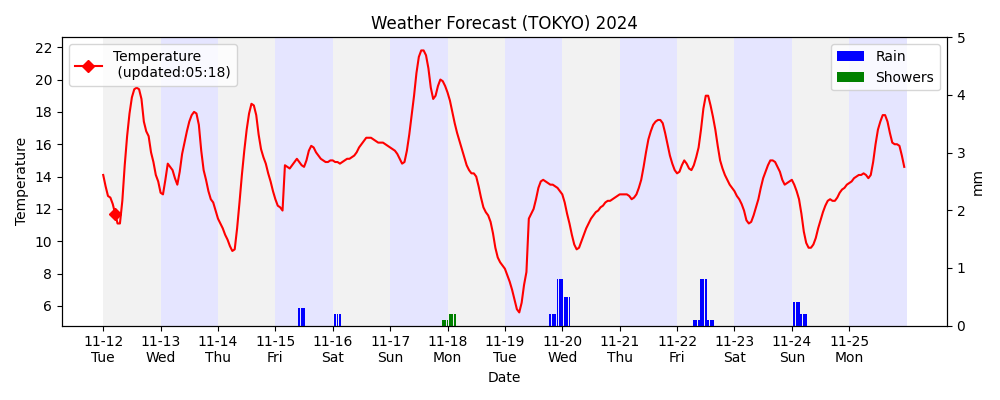 Weather Forecast (TOKYO) 2024
Temperature
(updated:05:18)
Rain
Showers
Temperature
22
20
18
16
14
12
10
8
6
5
4
3
2
1
0
mm
11-12 11-13 11-14 11-15 11-16 11-17 11-18 11-19 11-20 11-21 11-22 11-23 11-24 11-25
Tue Wed Thu Fri Sat Sun Mon Tue Wed Thu Fri Sat Sun Mon
Date